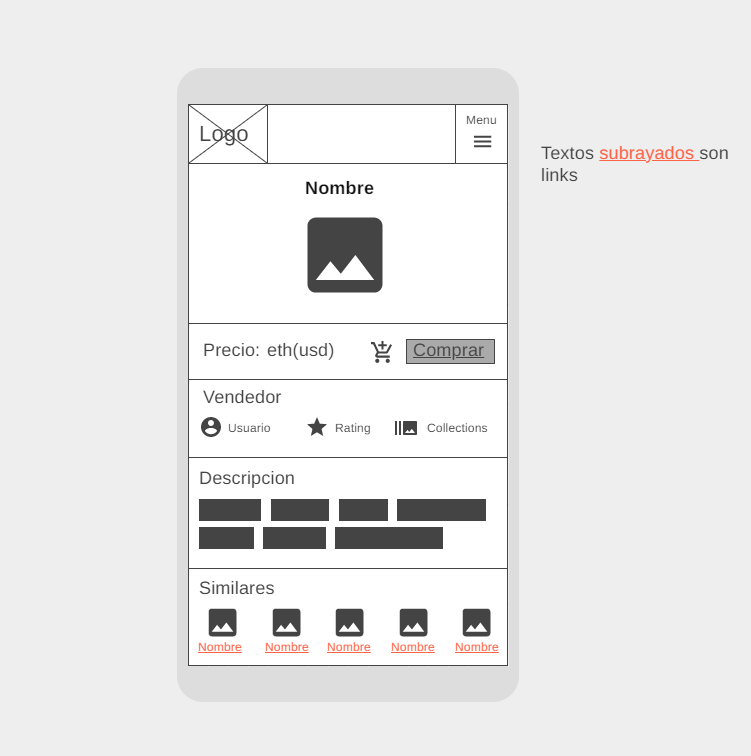 Logo
Menu
Textos subrayados son
links
Nombre
Precio: eth(usd)
Comprar
Vendedor
Usuario
Rating
Collections
Descripcion
Similares
Nombre
Nombre
Nombre
Nombre
Nombre